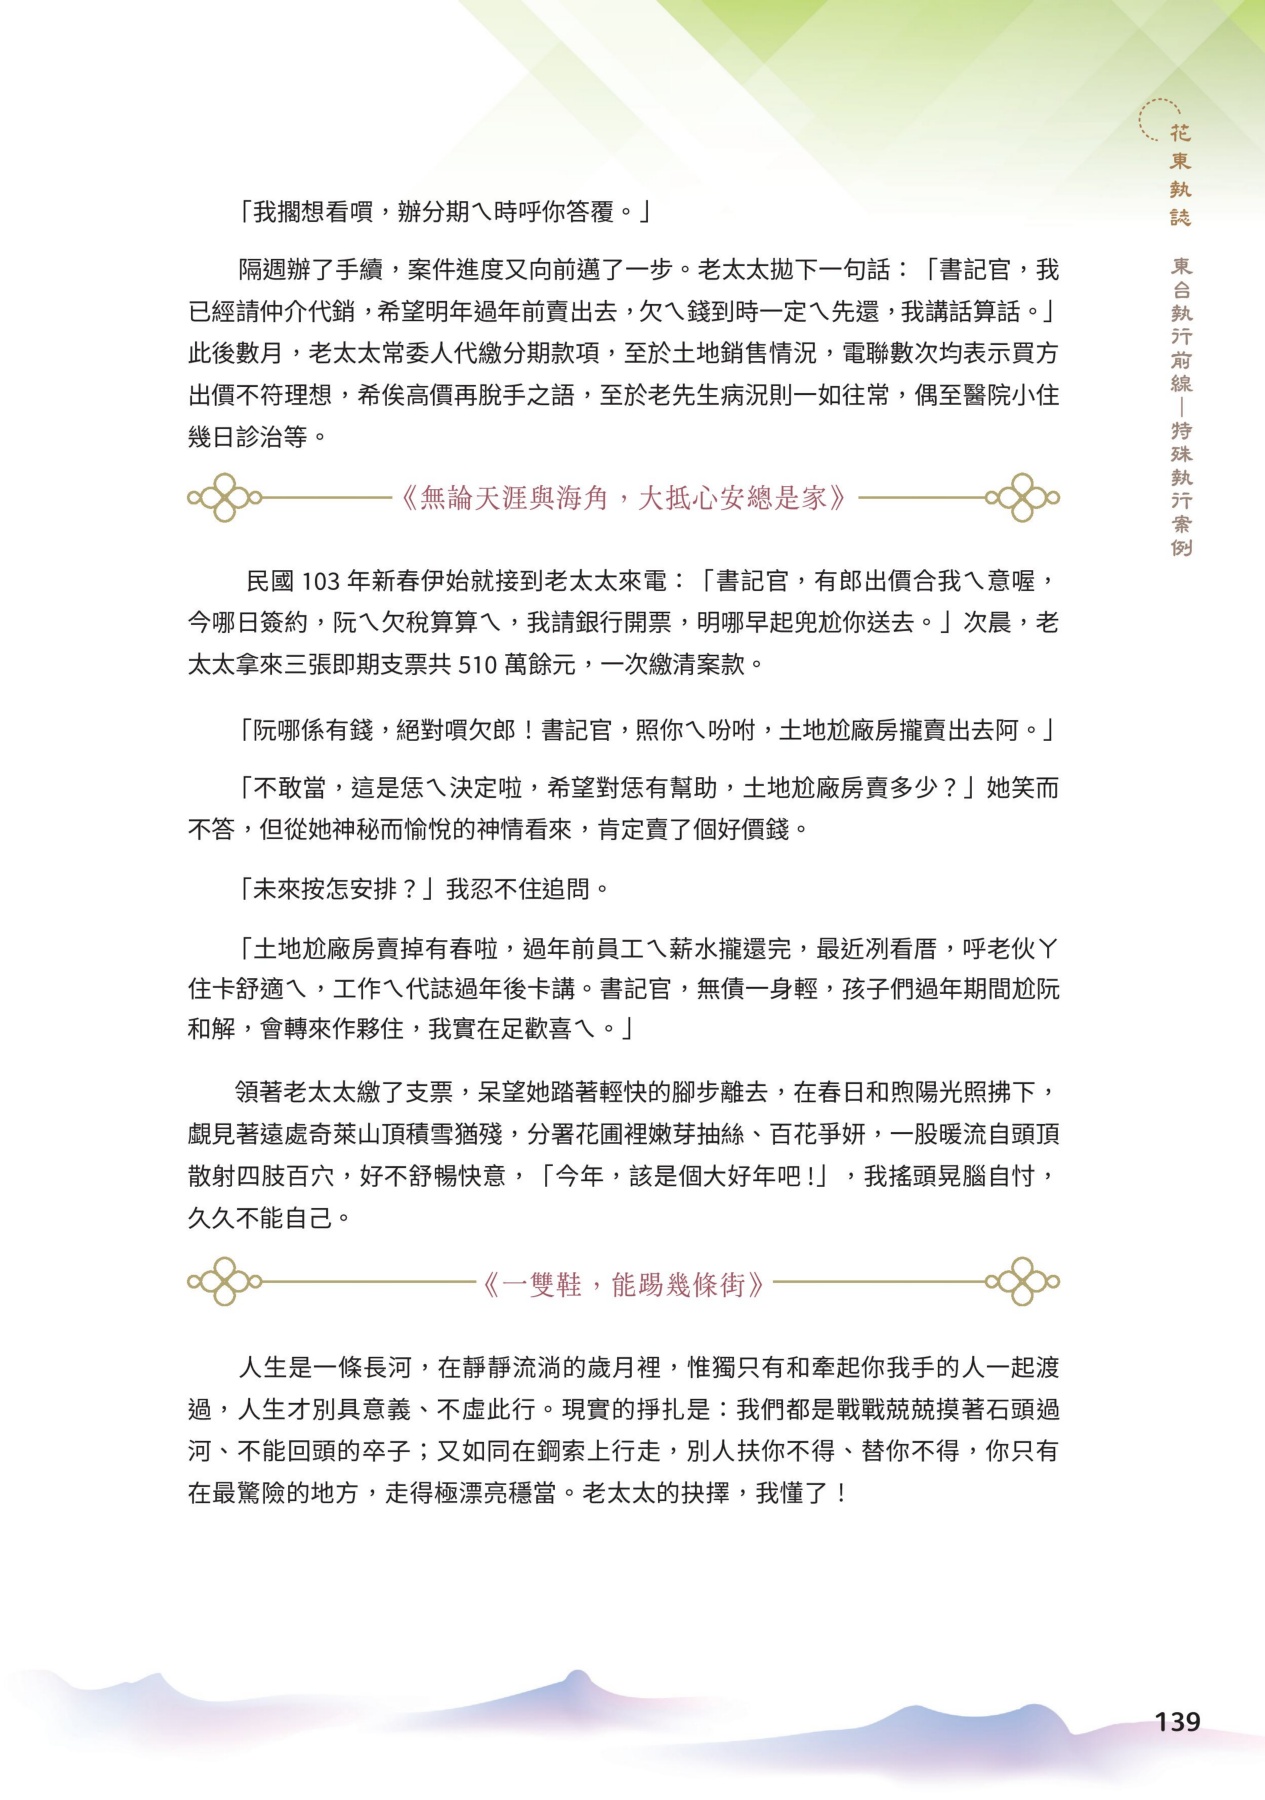 「我擱想看嘪，辦分期ㄟ時呼你答覆。」
隔週辦了手續，案件進度又向前邁了一步。老太太拋下一句話：「書記官，我
已經請仲介代銷，希望明年過年前賣出去，欠ㄟ錢到時一定ㄟ先還，我講話算話。」
此後數月，老太太常委人代繳分期款項，至於土地銷售情況，電聯數次均表示買方
出價不符理想，希俟高價再脫手之語，至於老先生病況則一如往常，偶至醫院小住
幾日診治等。
《無論天涯與海角，大抵心安總是家》
民國 103 年新春伊始就接到老太太來電：「書記官，有郎出價合我ㄟ意喔，
今哪日簽約，阮ㄟ欠稅算算ㄟ，我請銀行開票，明哪早起兜尬你送去。」次晨，老
太太拿來三張即期支票共 510 萬餘元，一次繳清案款。
「阮哪係有錢，絕對嘪欠郎！書記官，照你ㄟ吩咐，土地尬廠房攏賣出去阿。」
「不敢當，這是恁ㄟ決定啦，希望對恁有幫助，土地尬廠房賣多少？」她笑而
不答，但從她神秘而愉悅的神情看來，肯定賣了個好價錢。
「未來按怎安排？」我忍不住追問。
「土地尬廠房賣掉有春啦，過年前員工ㄟ薪水攏還完，最近冽看厝，呼老伙ㄚ
住卡舒適ㄟ，工作ㄟ代誌過年後卡講。書記官，無債一身輕，孩子們過年期間尬阮
和解，會轉來作夥住，我實在足歡喜ㄟ。」
領著老太太繳了支票，呆望她踏著輕快的腳步離去，在春日和煦陽光照拂下，
覷見著遠處奇萊山頂積雪猶殘，分署花圃裡嫩芽抽絲、百花爭妍，一股暖流自頭頂
散射四肢百穴，好不舒暢快意，「今年，該是個大好年吧 !」，我搖頭晃腦自忖，
久久不能自己。
《一雙鞋，能踢幾條街》
人生是一條長河，在靜靜流淌的歲月裡，惟獨只有和牽起你我手的人一起渡
過，人生才別具意義、不虛此行。現實的掙扎是：我們都是戰戰兢兢摸著石頭過
河、不能回頭的卒子；又如同在鋼索上行走，別人扶你不得、替你不得，你只有
在最驚險的地方，走得極漂亮穩當。老太太的抉擇，我懂了！
花東執誌 東台執行前線—特殊執行案例
139